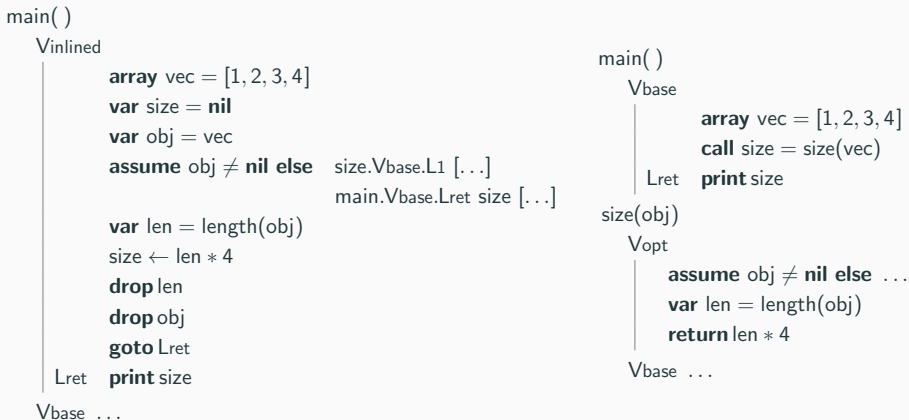 main( )
Vinlined
array vec = [1, 2, 3, 4]
var size = nil
var obj = vec
assume obj ≠ nil else size.Vbase.L1 [. . .]
main.Vbase.Lret size [. . .]
var len = length(obj)
size ← len ∗ 4
drop len
drop obj
goto Lret
Lret print size
Vbase . . .
main( )
Vbase
array vec = [1, 2, 3, 4]
call size = size(vec)
Lret print size
size(obj)
Vopt
assume obj ≠ nil else . . .
var len = length(obj)
return len ∗ 4
Vbase . . .